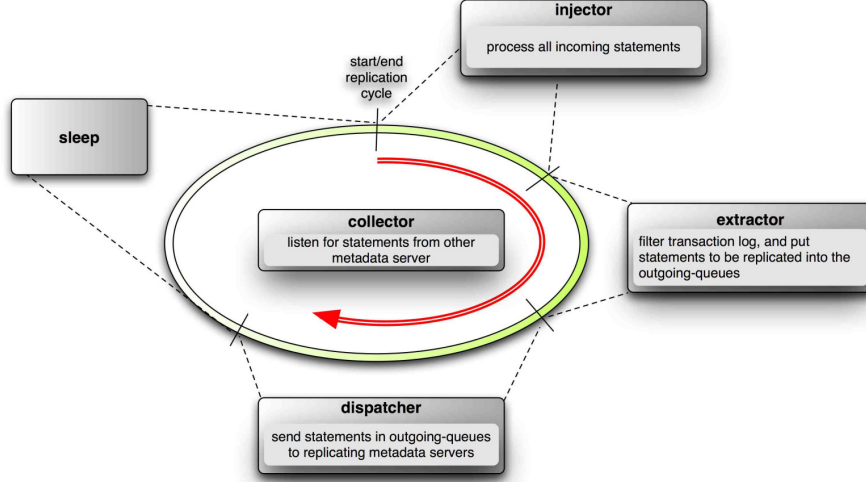 injector
process all incoming statements
start/end
replication
cycle
sleep
collector
listen for statements from other
metadata server
extractor
filter transaction log, and put
statements to be replicated into the
outgoing-queues
dispatcher
send statements in outgoing-queues
to replicating metadata servers